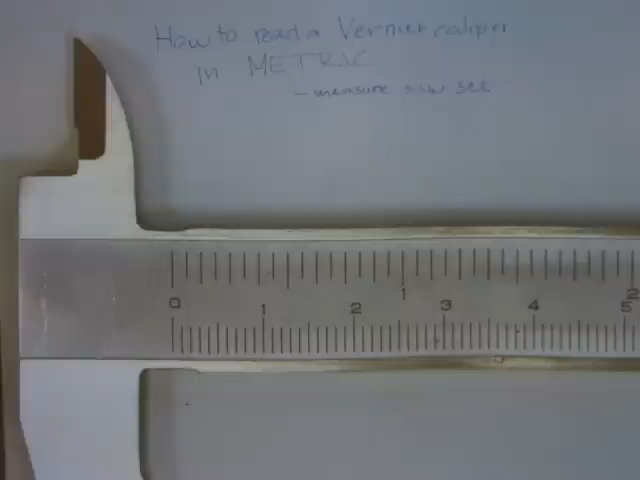 How to read a Vernier caliper
in METRIC
- measure
0 1 2
1 2 3 4 5